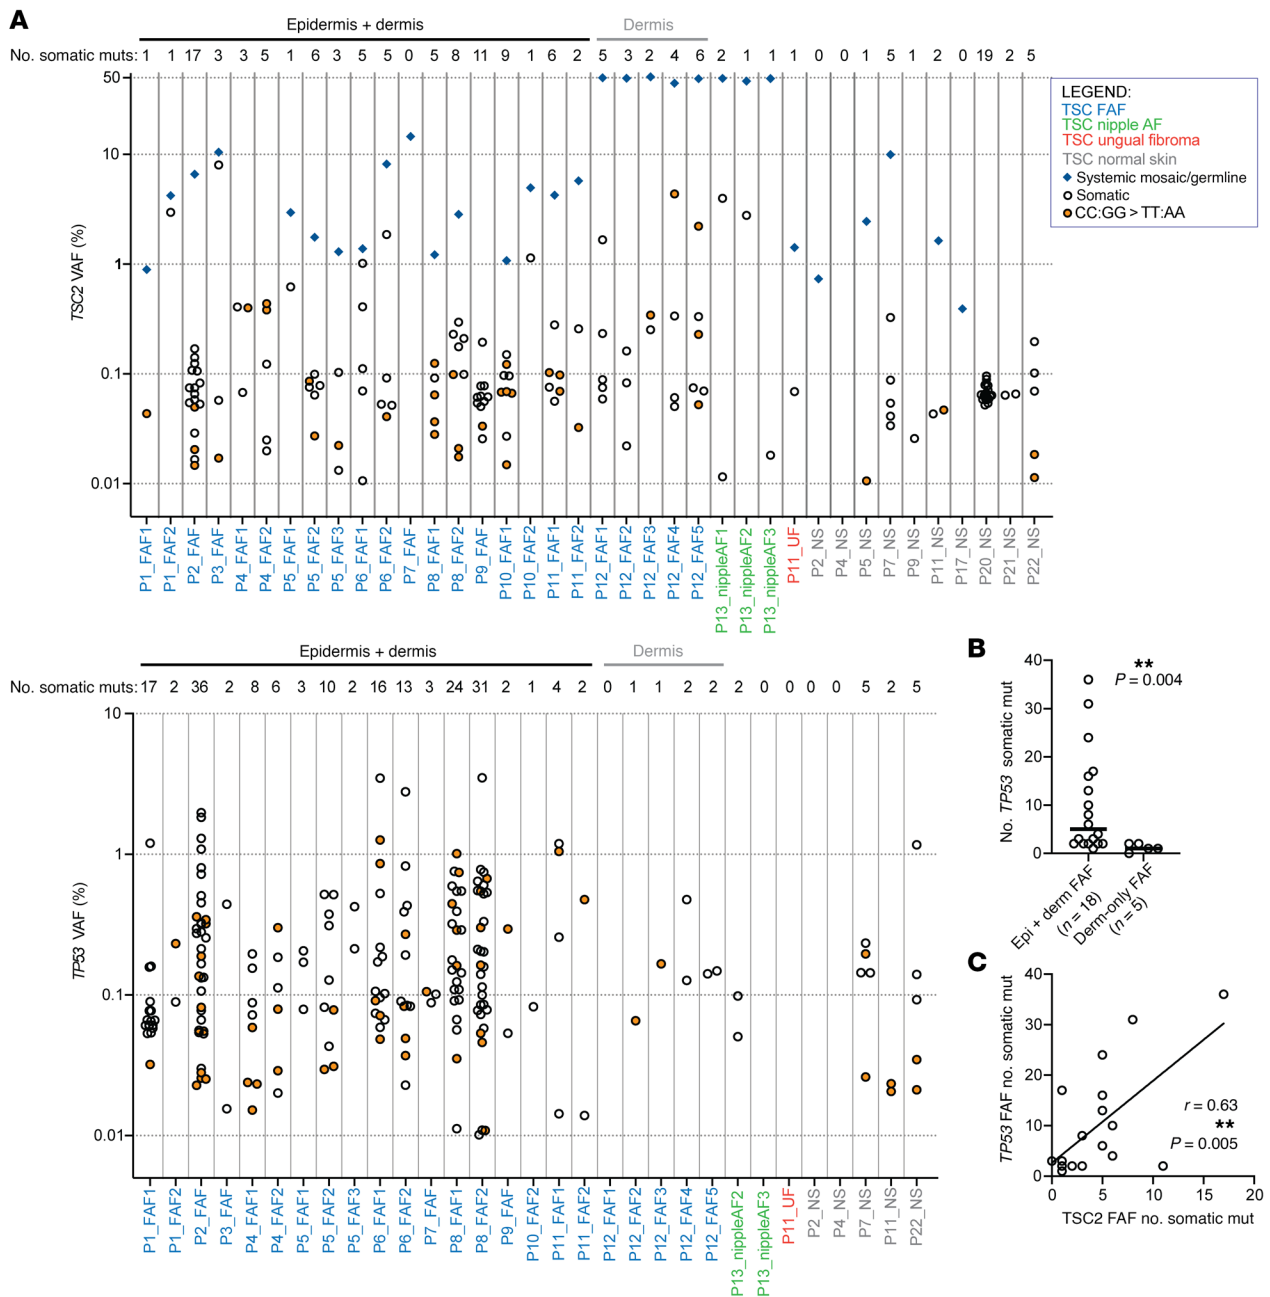 A
Epidermis + dermis
Dermis
No. somatic muts: 1 1 17 3 3 5 1 6 3 5 5 0 5 8 11 9 1 6 2 5 3 2 4 6 2 1 1 1 0 0 1 5 1 2 0 19 2 5
50
10
1
0.1
0.01
TSC2 VAF (%)
LEGEND:
TSC FAF
TSC nipple AF
TSC ungual fibroma
TSC normal skin
Systemic mosaic/germline
Somatic
CC:GG > TT:AA
P1_FAF1
P1_FAF2
P2_FAF
P3_FAF
P4_FAF1
P4_FAF2
P5_FAF1
P5_FAF2
P5_FAF3
P6_FAF1
P6_FAF2
P7_FAF
P8_FAF1
P8_FAF2
P9_FAF
P10_FAF1
P10_FAF2
P11_FAF1
P11_FAF2
P12_FAF1
P12_FAF2
P12_FAF3
P12_FAF4
P12_FAF5
P13_nippleAF1
P13_nippleAF2
P13_nippleAF3
P11_UF
P2_NS
P4_NS
P5_NS
P7_NS
P9_NS
P11_NS
P17_NS
P20_NS
P21_NS
P22_NS
Epidermis + dermis
Dermis
No. somatic muts: 17 2 36 2 8 6 3 10 2 16 13 3 24 31 2 1 4 2 0 1 1 2 2 2 0 0 0 0 5 2 5
10
1
0.1
0.01
TP53 VAF (%)
P1_FAF1
P1_FAF2
P2_FAF
P3_FAF
P4_FAF1
P4_FAF2
P5_FAF1
P5_FAF2
P5_FAF3
P6_FAF1
P6_FAF2
P7_FAF
P8_FAF1
P8_FAF2
P9_FAF
P10_FAF2
P11_FAF1
P11_FAF2
P12_FAF1
P12_FAF2
P12_FAF3
P12_FAF4
P12_FAF5
P13_nippleAF2
P13_nippleAF3
P11_UF
P2_NS
P4_NS
P7_NS
P11_NS
P22_NS
B
40
30
20
10
0
No. TP53 somatic mut
**
P = 0.004
Epi + derm FAF
(n = 18)
Derm-only FAF
(n = 5)
C
40
30
20
10
0
TP53 FAF no. somatic mut
r = 0.63
**
P = 0.005
0 5 10 15 20
TSC2 FAF no. somatic mut